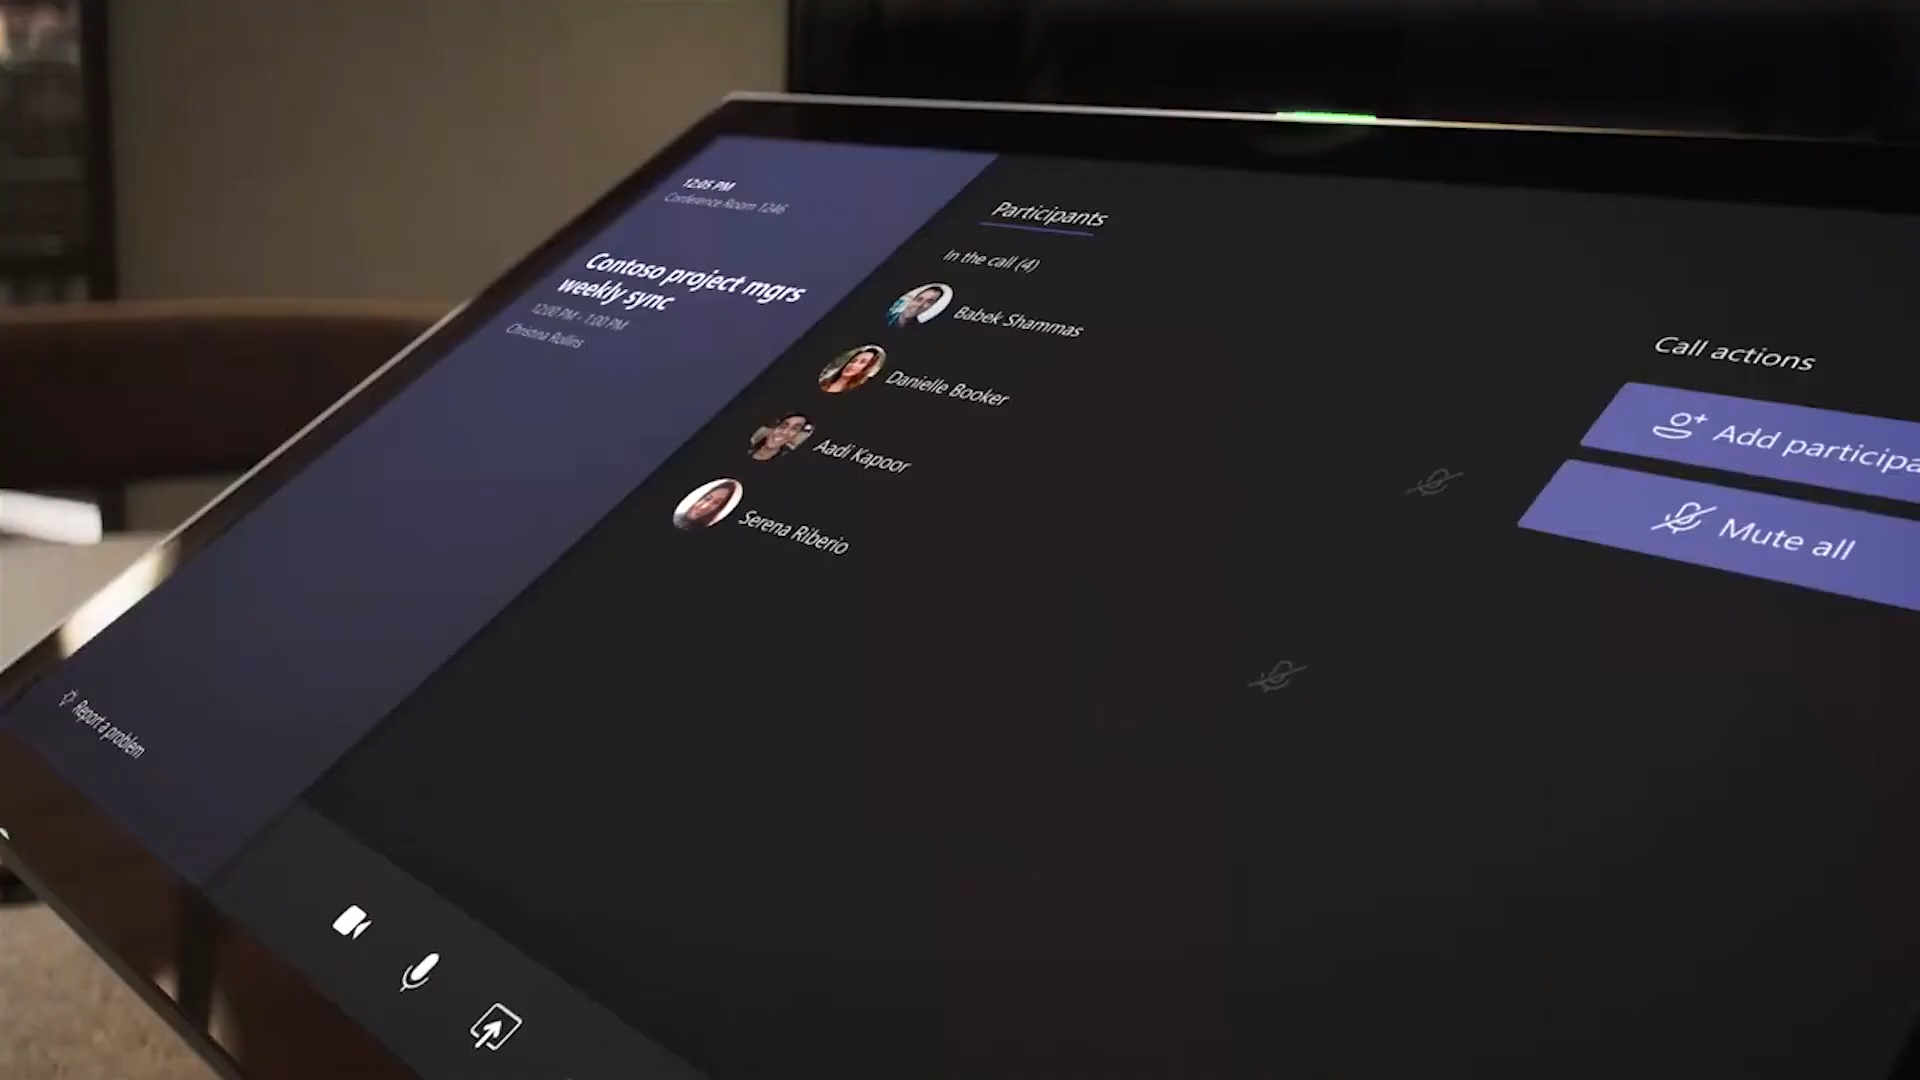 12:05 PM
Conference Room 1246
Contoso project mgrs
weekly sync
12:00 PM - 1:00 PM
Christina Rollins
Report a problem
Participants
In the call (4)
Babek Shammas
Danielle Booker
Aadi Kapoor
Serena Riberio
Call actions
Add participa
Mute all